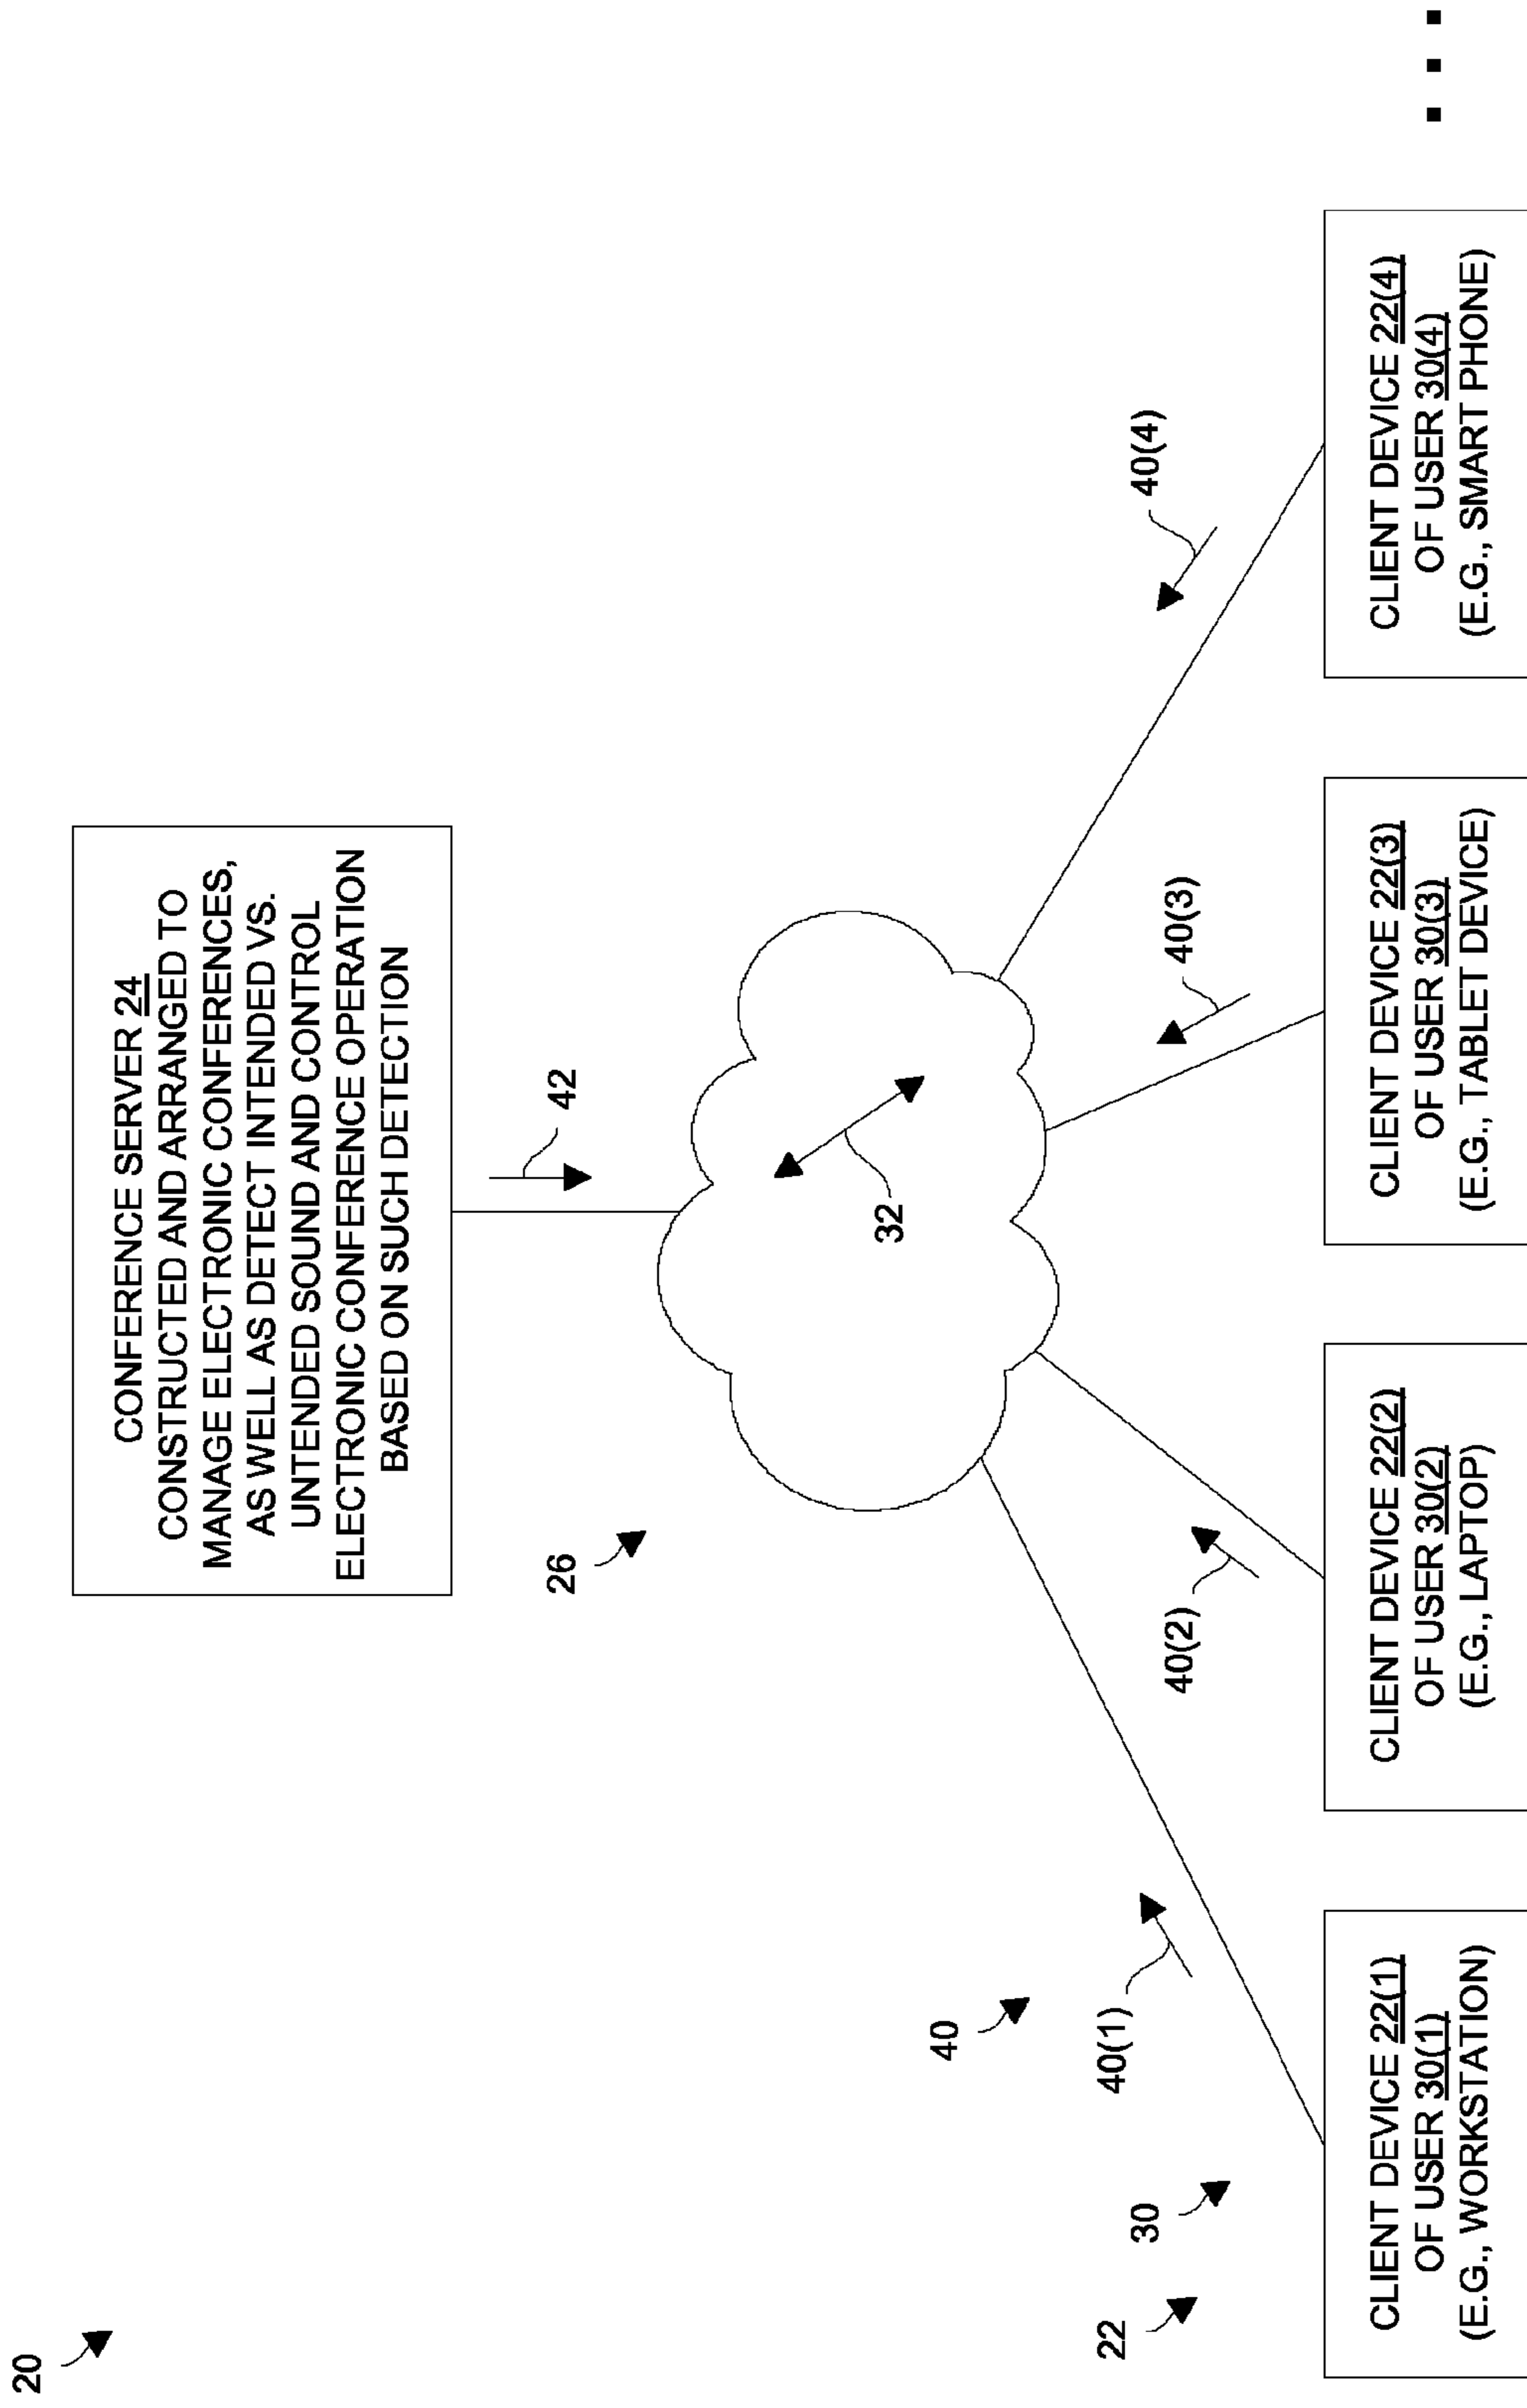 20
CONFERENCE SERVER 24
CONSTRUCTED AND ARRANGED TO
MANAGE ELECTRONIC CONFERENCES,
AS WELL AS DETECT INTENDED VS.
UNTENDED SOUND AND CONTROL
ELECTRONIC CONFERENCE OPERATION
BASED ON SUCH DETECTION
26
42
32
40
40(1)
40(2)
40(3)
40(4)
22
30
CLIENT DEVICE 22(1)
OF USER 30(1)
(E.G., WORKSTATION)
CLIENT DEVICE 22(2)
OF USER 30(2)
(E.G., LAPTOP)
CLIENT DEVICE 22(3)
OF USER 30(3)
(E.G., TABLET DEVICE)
CLIENT DEVICE 22(4)
OF USER 30(4)
(E.G., SMART PHONE)